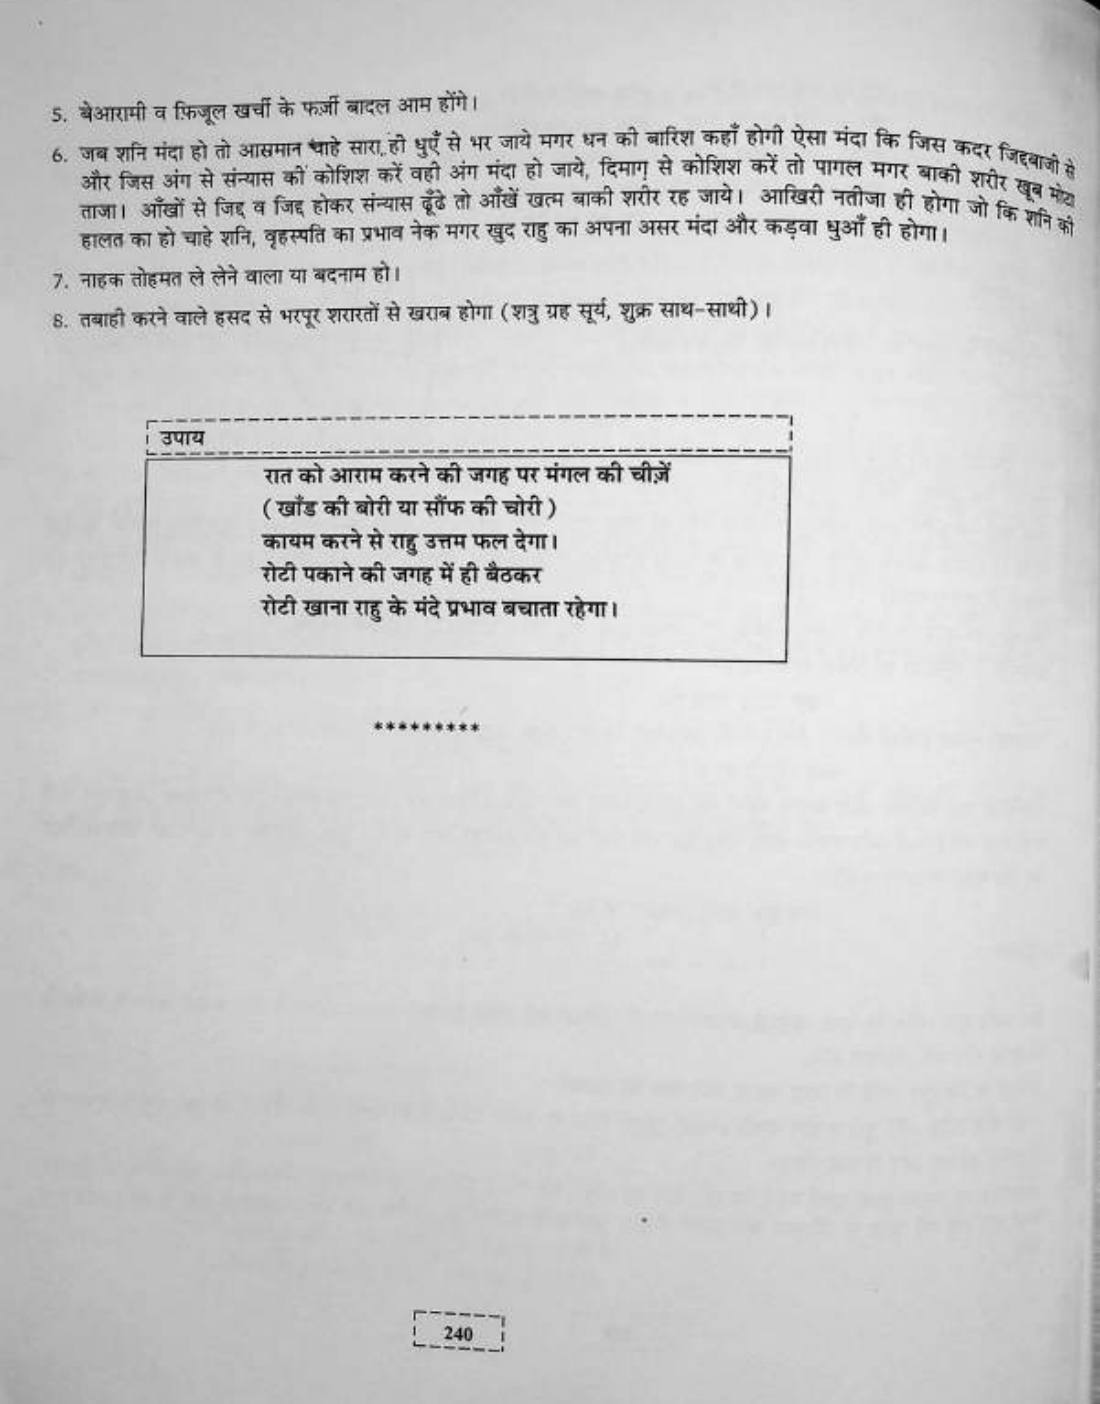 5. बेआरामी व फ़िजूल खर्ची के फर्ज़ी बादल आम होंगे।
6. जब शनि मंदा हो तो आसमान चाहे सारा ही धुएँ से भर जाये मगर धन की बारिश कहाँ होगी ऐसा मंदा कि जिस कदर जिद्दबाजी से
और जिस अंग से संन्यास की कोशिश करें वही अंग मंदा हो जाये, दिमाग़ से कोशिश करें तो पागल मगर बाकी शरीर खूब मोटा
ताजा। आँखों से जिद्द व जिद्द होकर संन्यास ढूँढे तो आँखें खत्म बाकी शरीर रह जाये। आखिरी नतीजा ही होगा जो कि शनि की
हालत का हो चाहे शनि, वृहस्पति का प्रभाव नेक मगर खुद राहु का अपना असर मंदा और कड़वा धुआँ ही होगा।
7. नाहक तोहमत ले लेने वाला या बदनाम हो।
8. तबाही करने वाले हसद से भरपूर शरारतों से खराब होगा (शत्रु ग्रह सूर्य, शुक्र साथ-साथी)।
उपाय
रात को आराम करने की जगह पर मंगल की चीज़ें
(खाँड की बोरी या सौंफ की चोरी)
कायम करने से राहु उत्तम फल देगा।
रोटी पकाने की जगह में ही बैठकर
रोटी खाना राहु के मंदे प्रभाव बचाता रहेगा।
*********
240